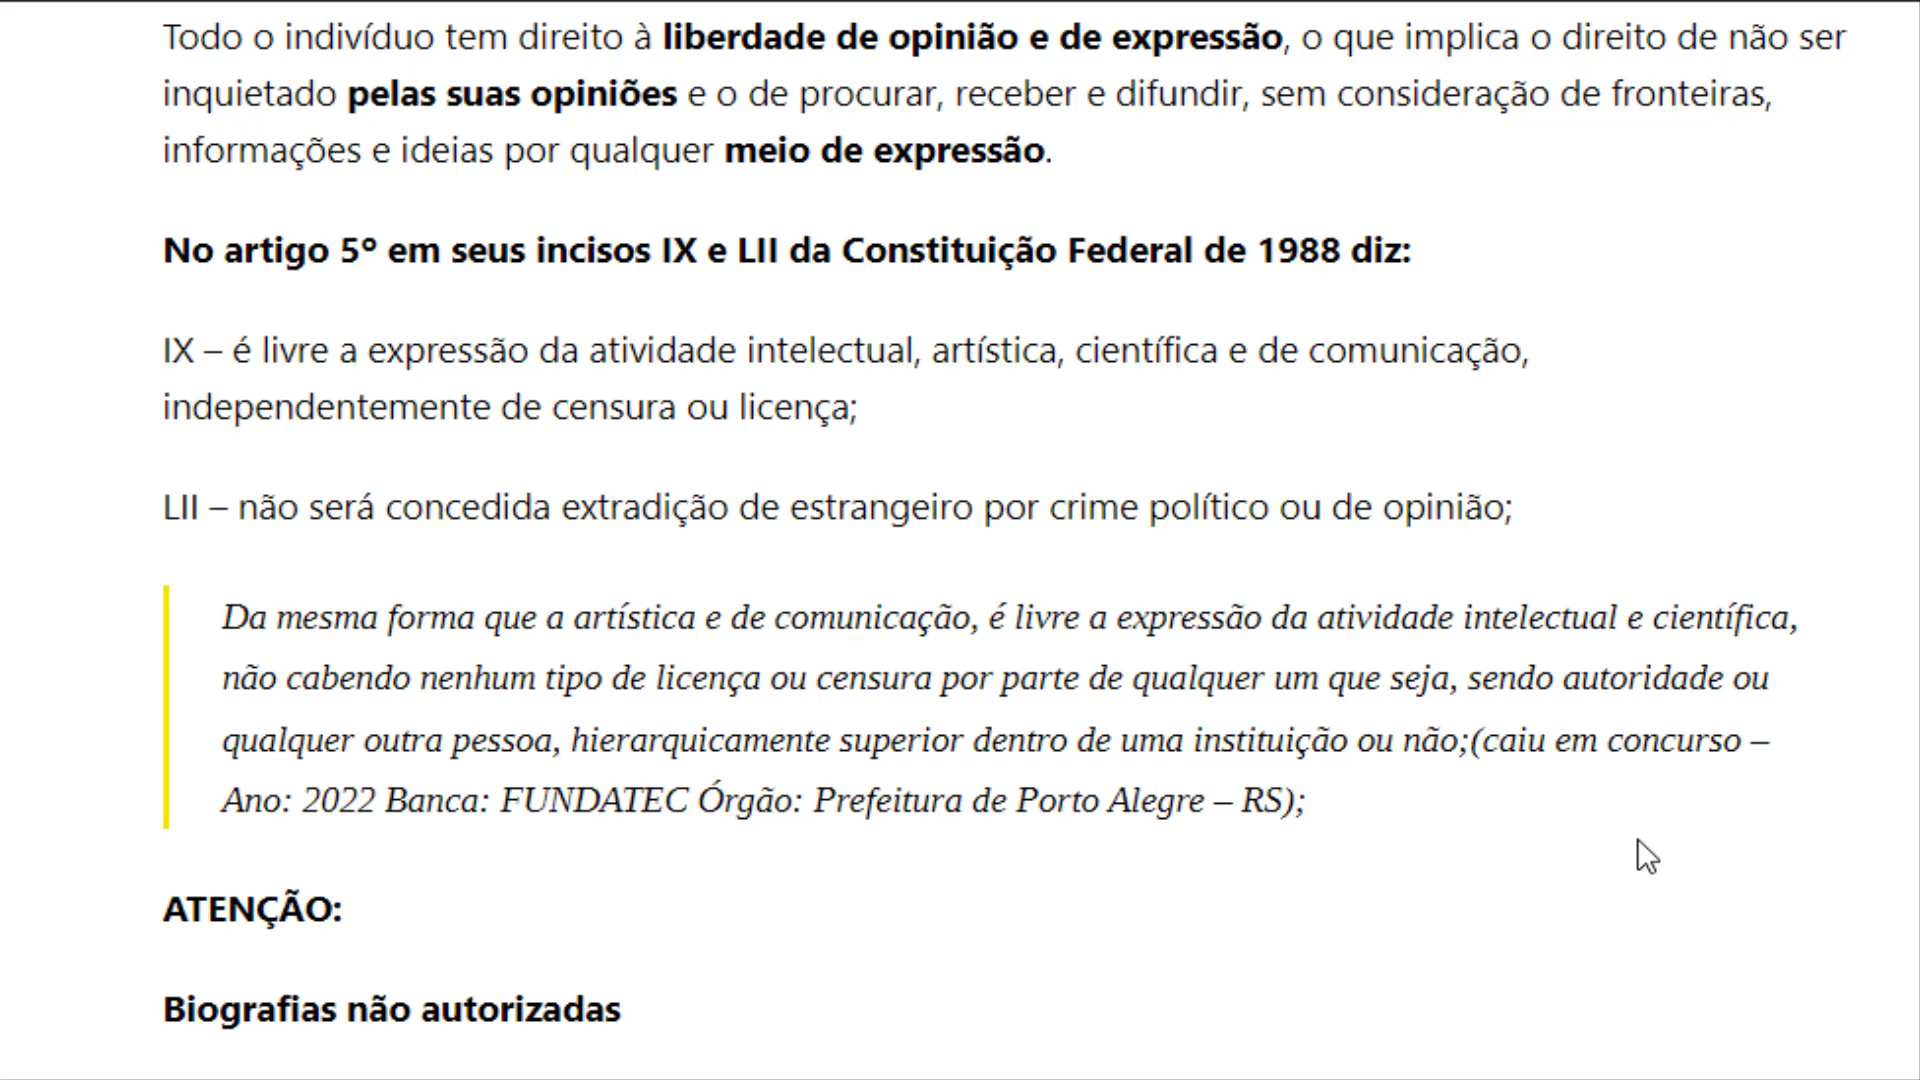 Todo o indivíduo tem direito à liberdade de opinião e de expressão, o que implica o direito de não ser
inquietado pelas suas opiniões e o de procurar, receber e difundir, sem consideração de fronteiras,
informações e ideias por qualquer meio de expressão.
No artigo 5º em seus incisos IX e LII da Constituição Federal de 1988 diz:
IX – é livre a expressão da atividade intelectual, artística, científica e de comunicação,
independentemente de censura ou licença;
LII – não será concedida extradição de estrangeiro por crime político ou de opinião;
Da mesma forma que a artística e de comunicação, é livre a expressão da atividade intelectual e científica,
não cabendo nenhum tipo de licença ou censura por parte de qualquer um que seja, sendo autoridade ou
qualquer outra pessoa, hierarquicamente superior dentro de uma instituição ou não;(caiu em concurso –
Ano: 2022 Banca: FUNDATEC Órgão: Prefeitura de Porto Alegre – RS);
ATENÇÃO:
Biografias não autorizadas